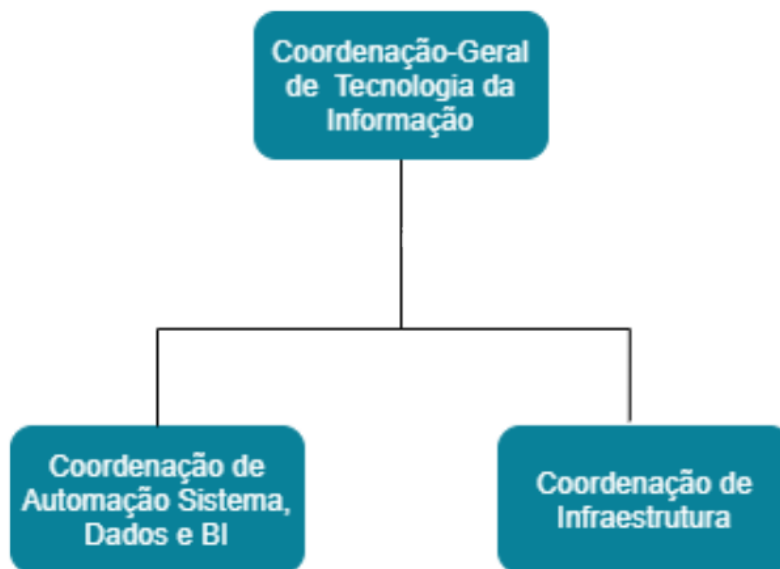 Coordenação-Geral
de Tecnologia da
Informação
Coordenação de
Automação Sistema,
Dados e BI
Coordenação de
Infraestrutura